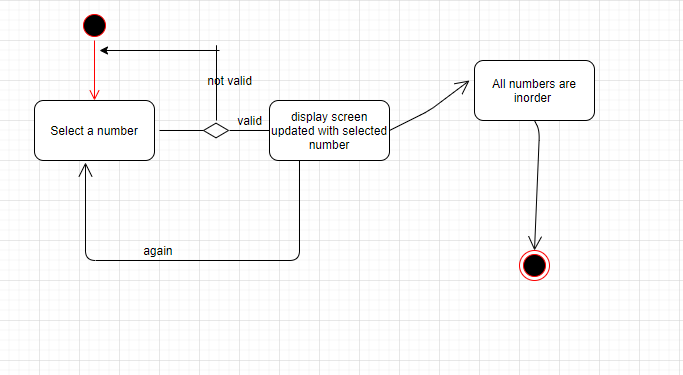 not valid
Select a number
valid
display screen
updated with selected
number
All numbers are
inorder
again